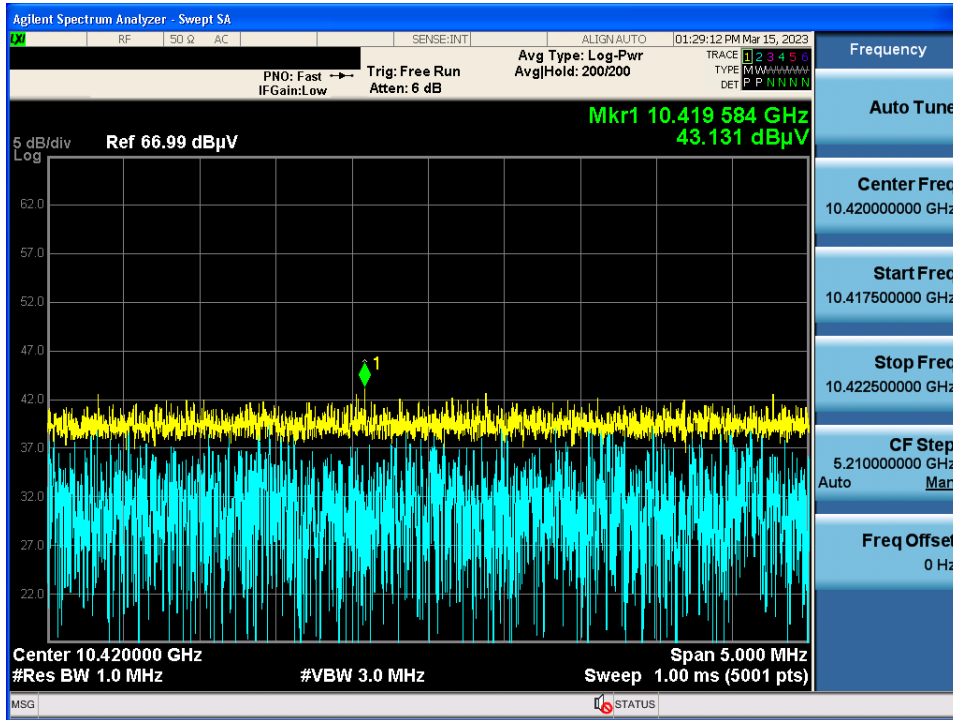 Agilent Spectrum Analyzer - Swept SA
LXI RF 50 Ω AC SENSE:INT ALIGN AUTO 01:29:12 PM Mar 15, 2023
Frequency
Avg Type: Log-Pwr TRACE 1 2 3 4 5 6
PNO: Fast Trig: Free Run Avg|Hold: 200/200 TYPE M W W W W W
IFGain:Low Atten: 6 dB DET P P N N N N
Mkr1 10.419 584 GHz
43.131 dBµV
5 dB/div Ref 66.99 dBµV
Log
62.0
57.0
52.0
47.0
42.0
37.0
32.0
27.0
22.0
1
Center 10.420000 GHz Span 5.000 MHz
#Res BW 1.0 MHz #VBW 3.0 MHz Sweep 1.00 ms (5001 pts)
MSG STATUS
Auto Tune
Center Freq
10.420000000 GHz
Start Freq
10.417500000 GHz
Stop Freq
10.422500000 GHz
CF Step
5.210000000 GHz
Auto Man
Freq Offset
0 Hz